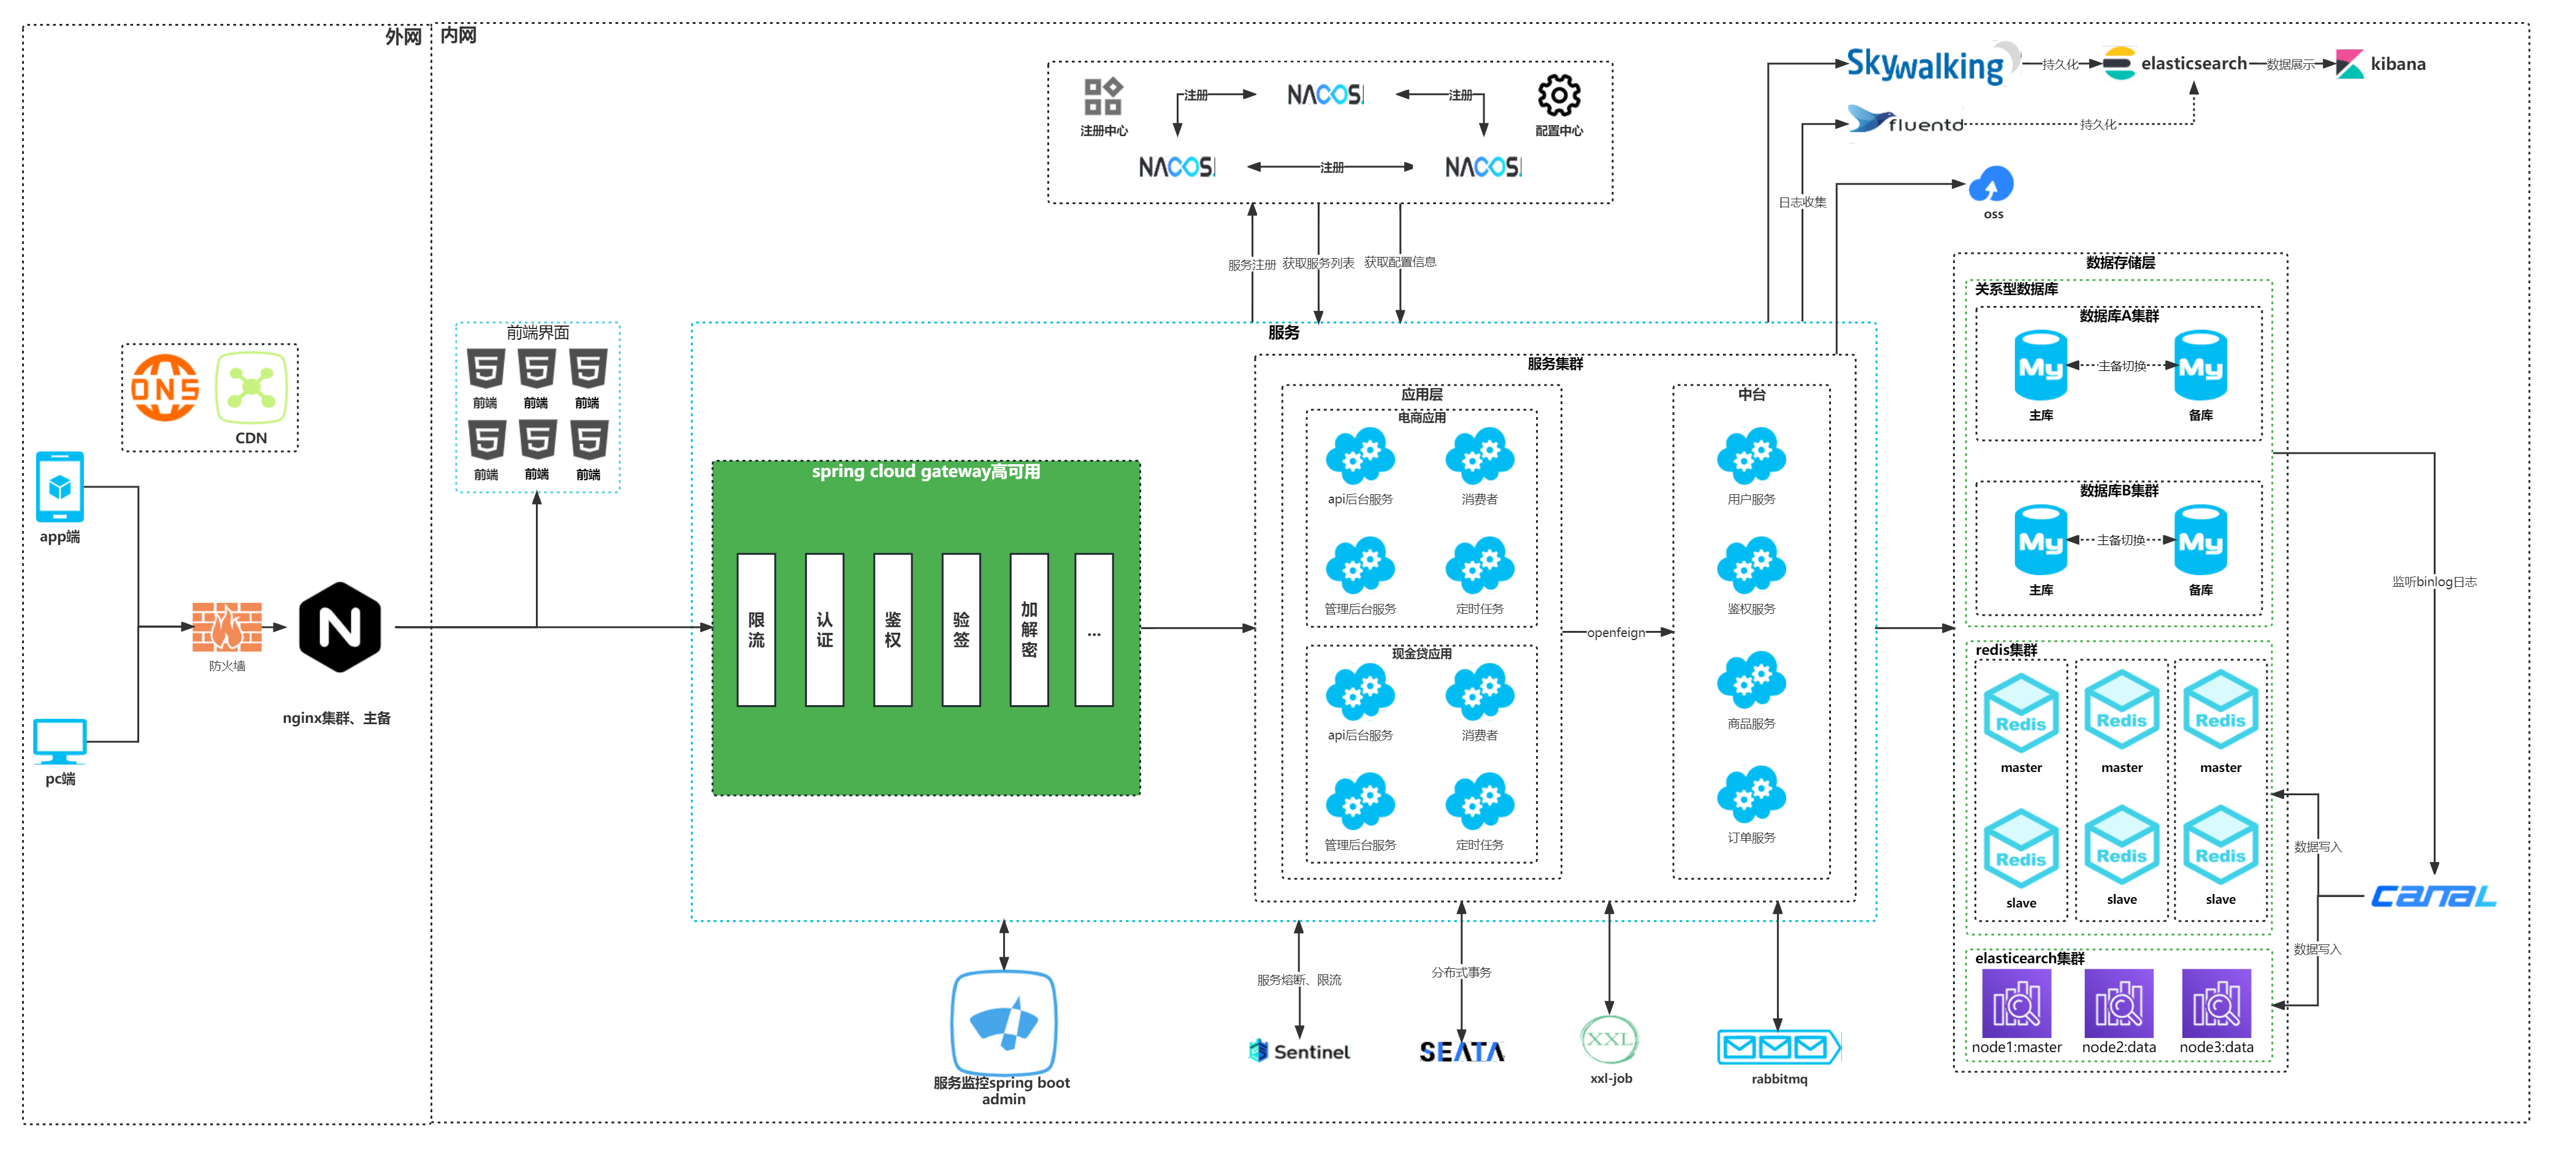 外网
内网
DNS
CDN
app端
pc端
防火墙
nginx集群、主备
前端界面
前端
前端
前端
前端
前端
前端
注册中心
注册
NACOS.
注册
配置中心
NACOS.
注册
NACOS.
服务注册
获取服务列表
获取配置信息
服务
spring cloud gateway高可用
限流
认证
鉴权
验签
加解密
...
服务集群
应用层
电商应用
api后台服务
消费者
管理后台服务
定时任务
现金贷应用
api后台服务
消费者
管理后台服务
定时任务
openfeign
中台
用户服务
鉴权服务
商品服务
订单服务
服务监控spring boot
admin
服务熔断、限流
Sentinel
分布式事务
SEATA
XXL
xxl-job
rabbitmq
Skywalking
持久化
elasticsearch
数据展示
kibana
fluentd
持久化
日志收集
oss
数据存储层
关系型数据库
数据库A集群
My
主备切换
My
主库
备库
数据库B集群
My
主备切换
My
主库
备库
redis集群
Redis
Redis
Redis
master
master
master
Redis
Redis
Redis
slave
slave
slave
elasticearch集群
node1:master
node2:data
node3:data
监听binlog日志
数据写入
CANAL
数据写入